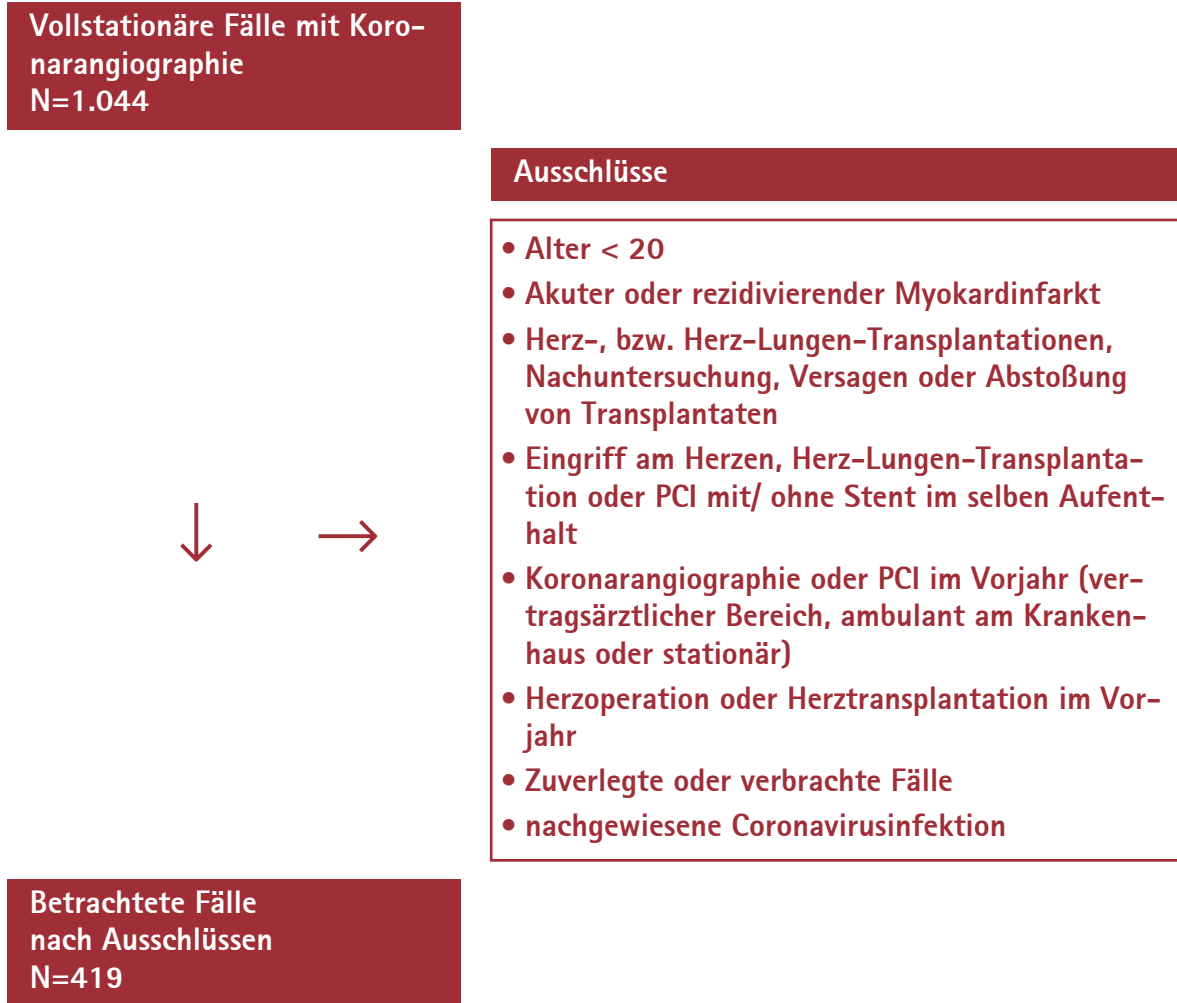 Vollstationäre Fälle mit Koro-
narangiographie
N=1.044
Ausschlüsse
• Alter < 20
• Akuter oder rezidivierender Myokardinfarkt
• Herz-, bzw. Herz-Lungen-Transplantationen,
Nachuntersuchung, Versagen oder Abstoßung
von Transplantaten
• Eingriff am Herzen, Herz-Lungen-Transplanta-
tion oder PCI mit/ ohne Stent im selben Aufent-
halt
• Koronarangiographie oder PCI im Vorjahr (ver-
tragsärztlicher Bereich, ambulant am Kranken-
haus oder stationär)
• Herzoperation oder Herztransplantation im Vor-
jahr
• Zuverlegte oder verbrachte Fälle
• nachgewiesene Coronavirusinfektion
Betrachtete Fälle
nach Ausschlüssen
N=419